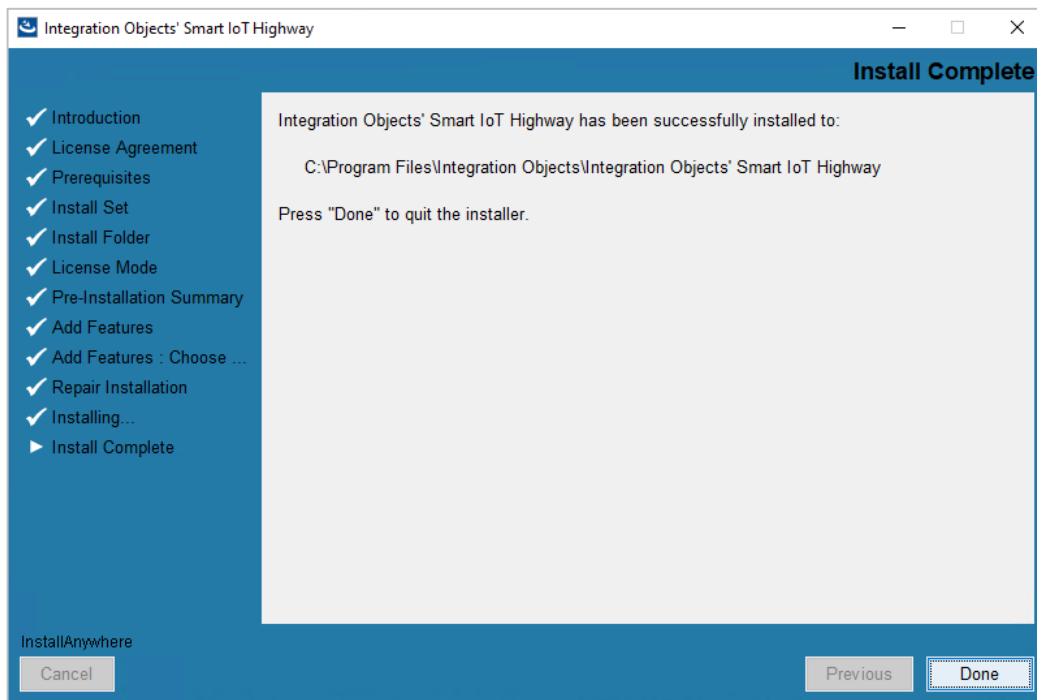 Integration Objects' Smart IoT Highway
Install Complete
Introduction
License Agreement
Prerequisites
Install Set
Install Folder
License Mode
Pre-Installation Summary
Add Features
Add Features : Choose ...
Repair Installation
Installing...
Install Complete
Integration Objects' Smart IoT Highway has been successfully installed to:
C:\Program Files\Integration Objects\Integration Objects' Smart IoT Highway
Press "Done" to quit the installer.
InstallAnywhere
Cancel
Previous
Done